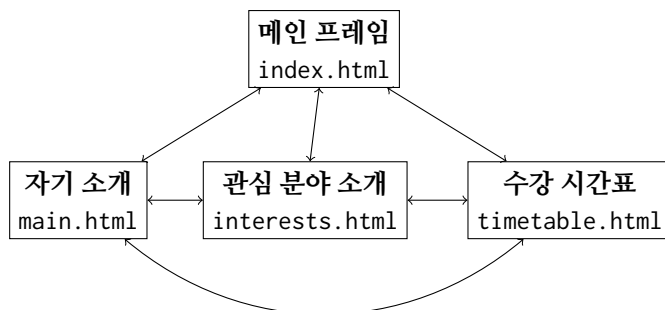 메인 프레임
index.html
자기 소개
main.html
관심 분야 소개
interests.html
수강 시간표
timetable.html